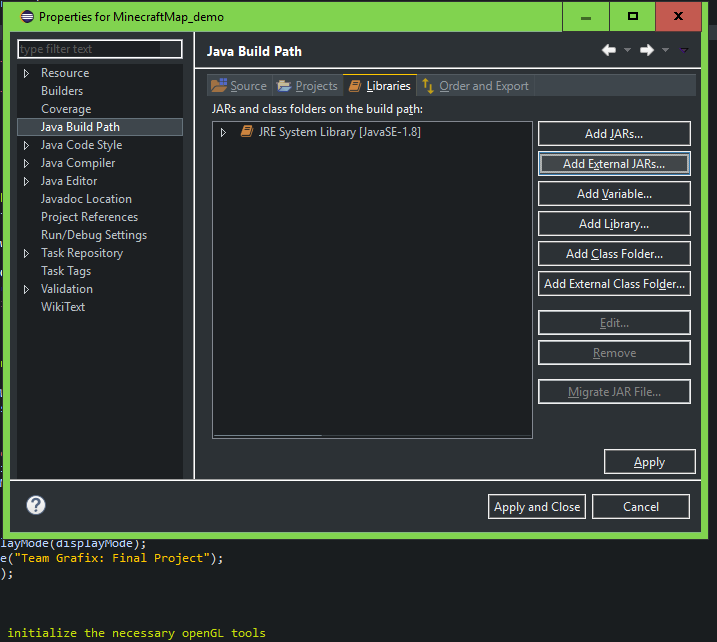 Properties for MinecraftMap_demo
type filter text
Resource
Builders
Coverage
Java Build Path
Java Code Style
Java Compiler
Java Editor
Javadoc Location
Project References
Run/Debug Settings
Task Repository
Task Tags
Validation
WikiText
Java Build Path
Source Projects Libraries Order and Export
JARs and class folders on the build path:
JRE System Library [JavaSE-1.8]
Add JARs...
Add External JARs...
Add Variable...
Add Library...
Add Class Folder...
Add External Class Folder...
Edit...
Remove
Migrate JAR File...
Apply
? Apply and Close Cancel
layMode(displayMode);
e("Team Grafix: Final Project");
);
initialize the necessary openGL tools